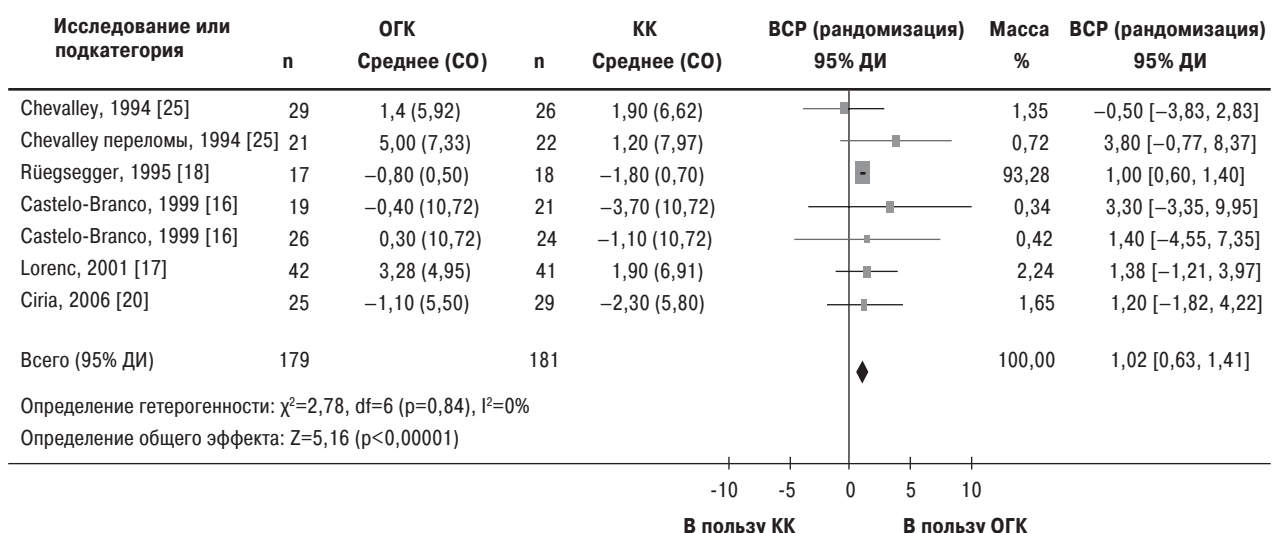 Исследование или подкатегория n ОГК Среднее (СО) n КК Среднее (СО) ВСР (рандомизация) 95% ДИ Масса % ВСР (рандомизация) 95% ДИ
Chevalley, 1994 [25] 29 1,4 (5,92) 26 1,90 (6,62) 1,35 −0,50 [−3,83, 2,83]
Chevalley переломы, 1994 [25] 21 5,00 (7,33) 22 1,20 (7,97) 0,72 3,80 [−0,77, 8,37]
Rüegsegger, 1995 [18] 17 −0,80 (0,50) 18 −1,80 (0,70) 93,28 1,00 [0,60, 1,40]
Castelo-Branco, 1999 [16] 19 −0,40 (10,72) 21 −3,70 (10,72) 0,34 3,30 [−3,35, 9,95]
Castelo-Branco, 1999 [16] 26 0,30 (10,72) 24 −1,10 (10,72) 0,42 1,40 [−4,55, 7,35]
Lorenc, 2001 [17] 42 3,28 (4,95) 41 1,90 (6,91) 2,24 1,38 [−1,21, 3,97]
Ciria, 2006 [20] 25 −1,10 (5,50) 29 −2,30 (5,80) 1,65 1,20 [−1,82, 4,22]
Всего (95% ДИ) 179 181 100,00 1,02 [0,63, 1,41]
Определение гетерогенности: χ²=2,78, df=6 (p=0,84), I²=0%
Определение общего эффекта: Z=5,16 (p<0,00001)
-10 -5 0 5 10
В пользу КК В пользу ОГК